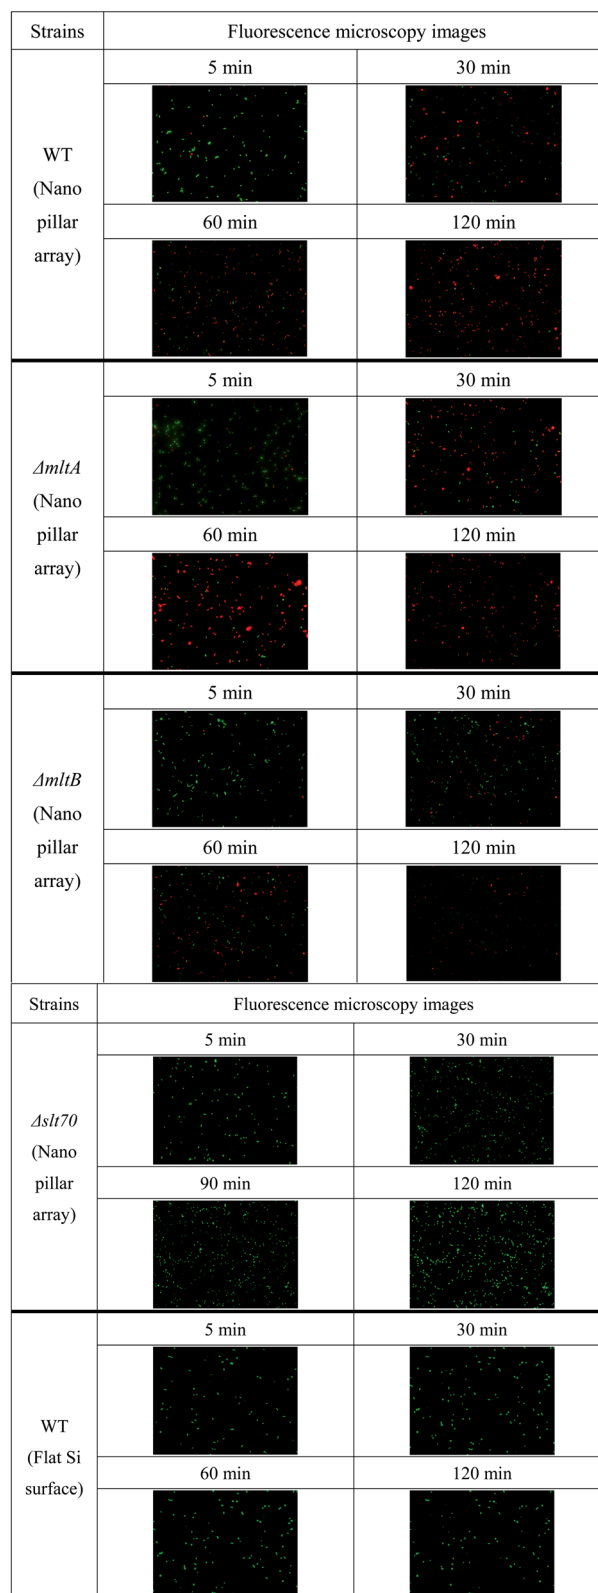 Strains Fluorescence microscopy images
5 min 30 min
WT
(Nano
pillar
array)
60 min 120 min
5 min 30 min
ΔmltA
(Nano
pillar
array)
60 min 120 min
5 min 30 min
ΔmltB
(Nano
pillar
array)
60 min 120 min
Strains Fluorescence microscopy images
5 min 30 min
Δslt70
(Nano
pillar
array)
90 min 120 min
5 min 30 min
WT
(Flat Si
surface)
60 min 120 min